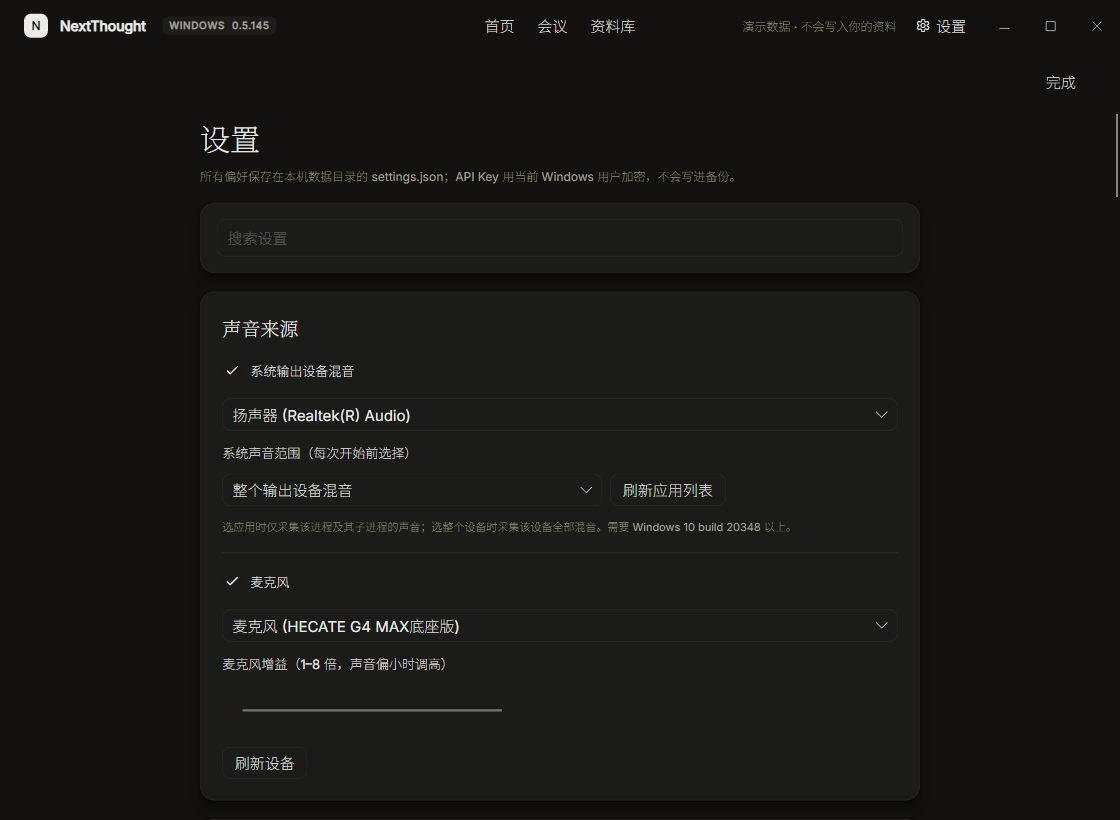 N NextThought WINDOWS 0.5.145 首页 会议 资料库 演示数据 · 不会写入你的资料 设置
完成
设置
所有偏好保存在本机数据目录的 settings.json；API Key 用当前 Windows 用户加密，不会写进备份。
搜索设置
声音来源
系统输出设备混音
扬声器 (Realtek(R) Audio)
系统声音范围（每次开始前选择）
整个输出设备混音 刷新应用列表
选应用时仅采集该进程及其子进程的声音；选整个设备时采集该设备全部混音。需要 Windows 10 build 20348 以上。
麦克风
麦克风 (HECATE G4 MAX底座版)
麦克风增益（1–8 倍，声音偏小时调高）
刷新设备